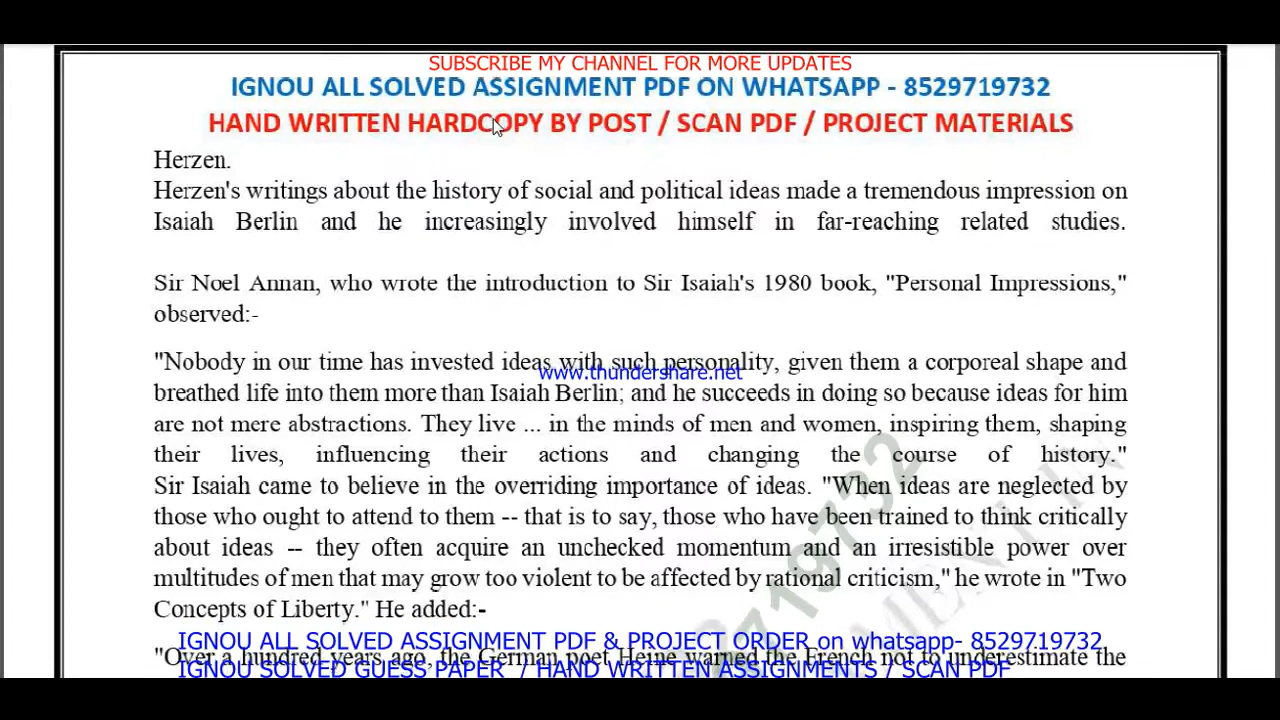 SUBSCRIBE MY CHANNEL FOR MORE UPDATES
IGNOU ALL SOLVED ASSIGNMENT PDF ON WHATSAPP - 8529719732
HAND WRITTEN HARDCOPY BY POST / SCAN PDF / PROJECT MATERIALS
Herzen.
Herzen's writings about the history of social and political ideas made a tremendous impression on
Isaiah Berlin and he increasingly involved himself in far-reaching related studies.
Sir Noel Annan, who wrote the introduction to Sir Isaiah's 1980 book, "Personal Impressions,"
observed:-
"Nobody in our time has invested ideas with such personality, given them a corporeal shape and
www.thundershare.net
breathed life into them more than Isaiah Berlin; and he succeeds in doing so because ideas for him
are not mere abstractions. They live ... in the minds of men and women, inspiring them, shaping
their lives, influencing their actions and changing the course of history."
Sir Isaiah came to believe in the overriding importance of ideas. "When ideas are neglected by
those who ought to attend to them -- that is to say, those who have been trained to think critically
about ideas -- they often acquire an unchecked momentum and an irresistible power over
multitudes of men that may grow too violent to be affected by rational criticism," he wrote in "Two
Concepts of Liberty." He added:-
IGNOU ALL SOLVED ASSIGNMENT PDF & PROJECT ORDER on whatsapp- 8529719732
"Over a hundred years ago, the German poet Heine warned the French not to underestimate the
IGNOU SOLVED GUESS PAPER / HAND WRITTEN ASSIGNMENTS / SCAN PDF